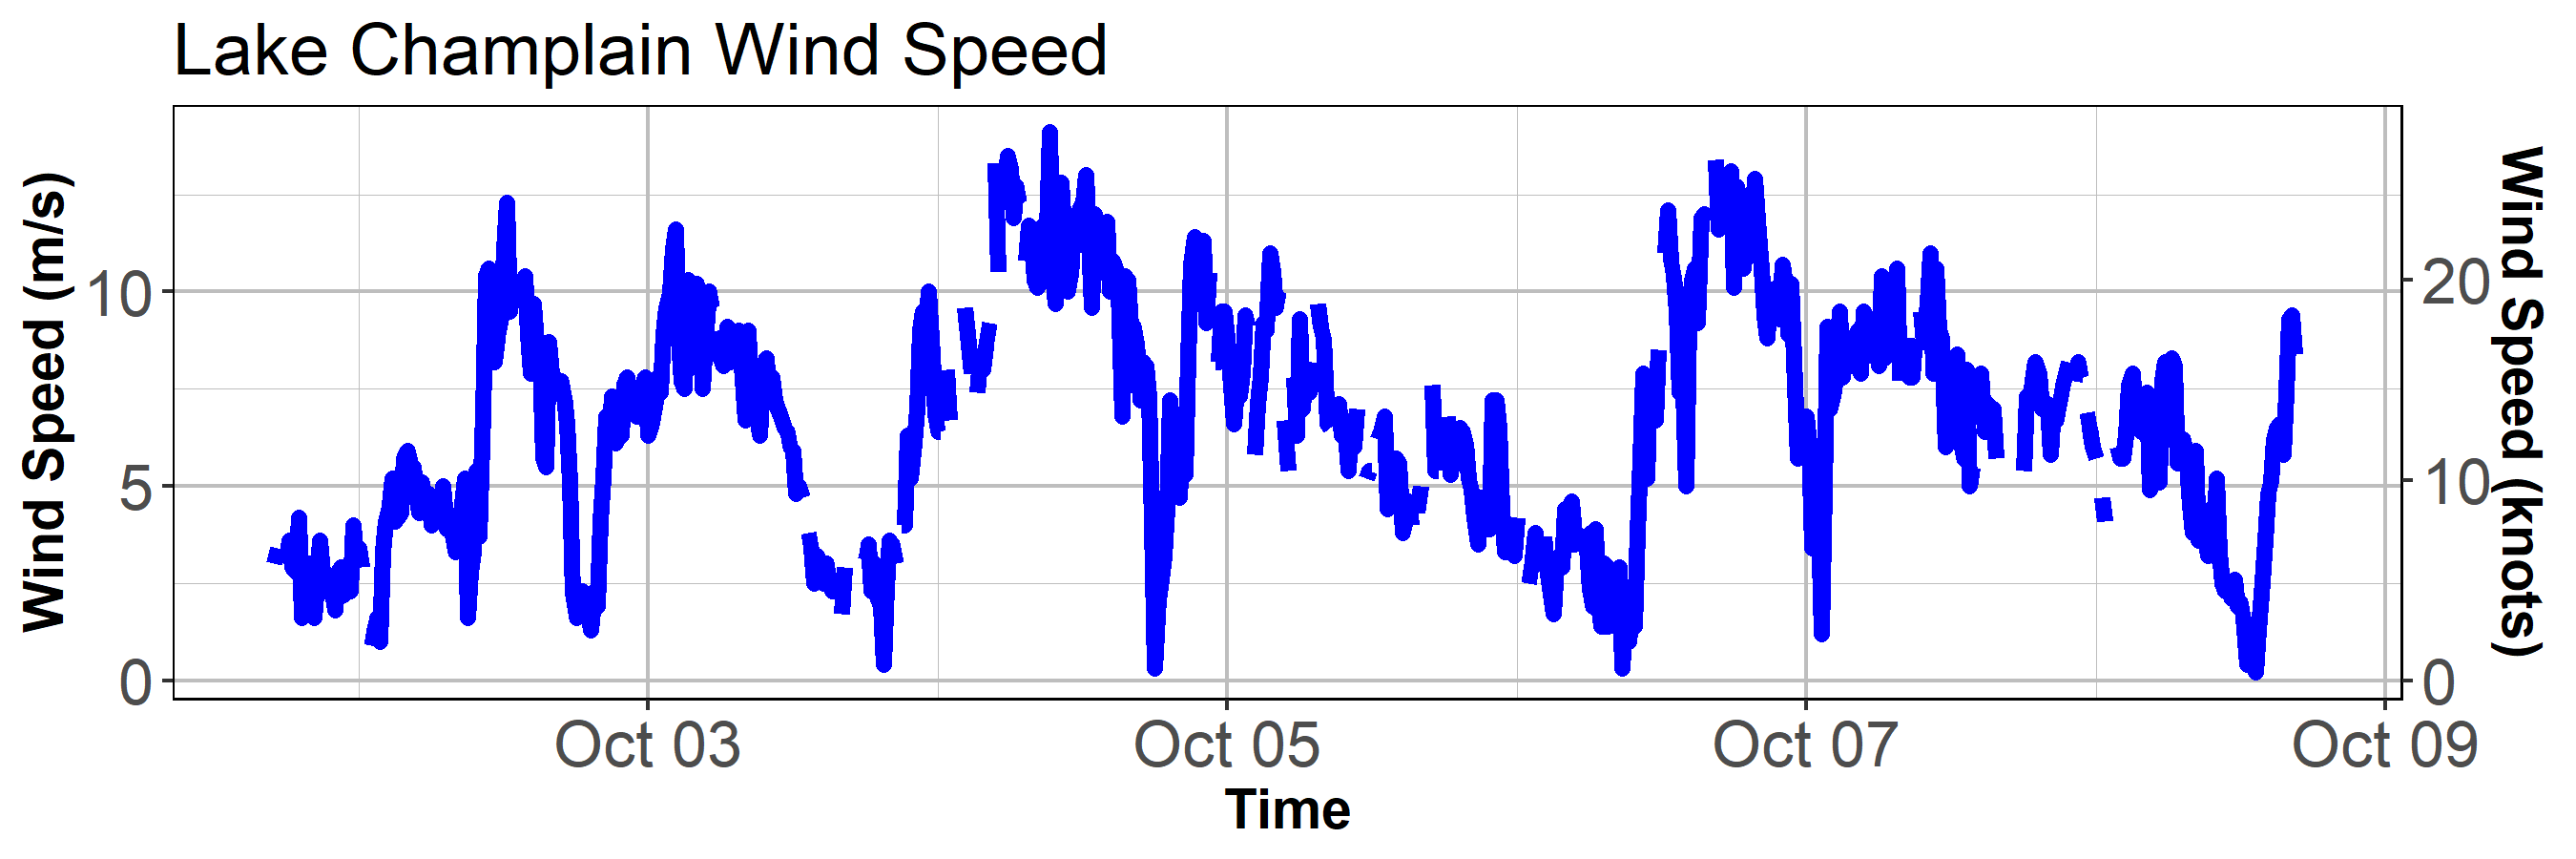 Lake Champlain Wind Speed
Wind Speed (m/s)
10
5
0
20
10
0
Wind Speed (knots)
Oct 03
Oct 05
Oct 07
Oct 09
Time